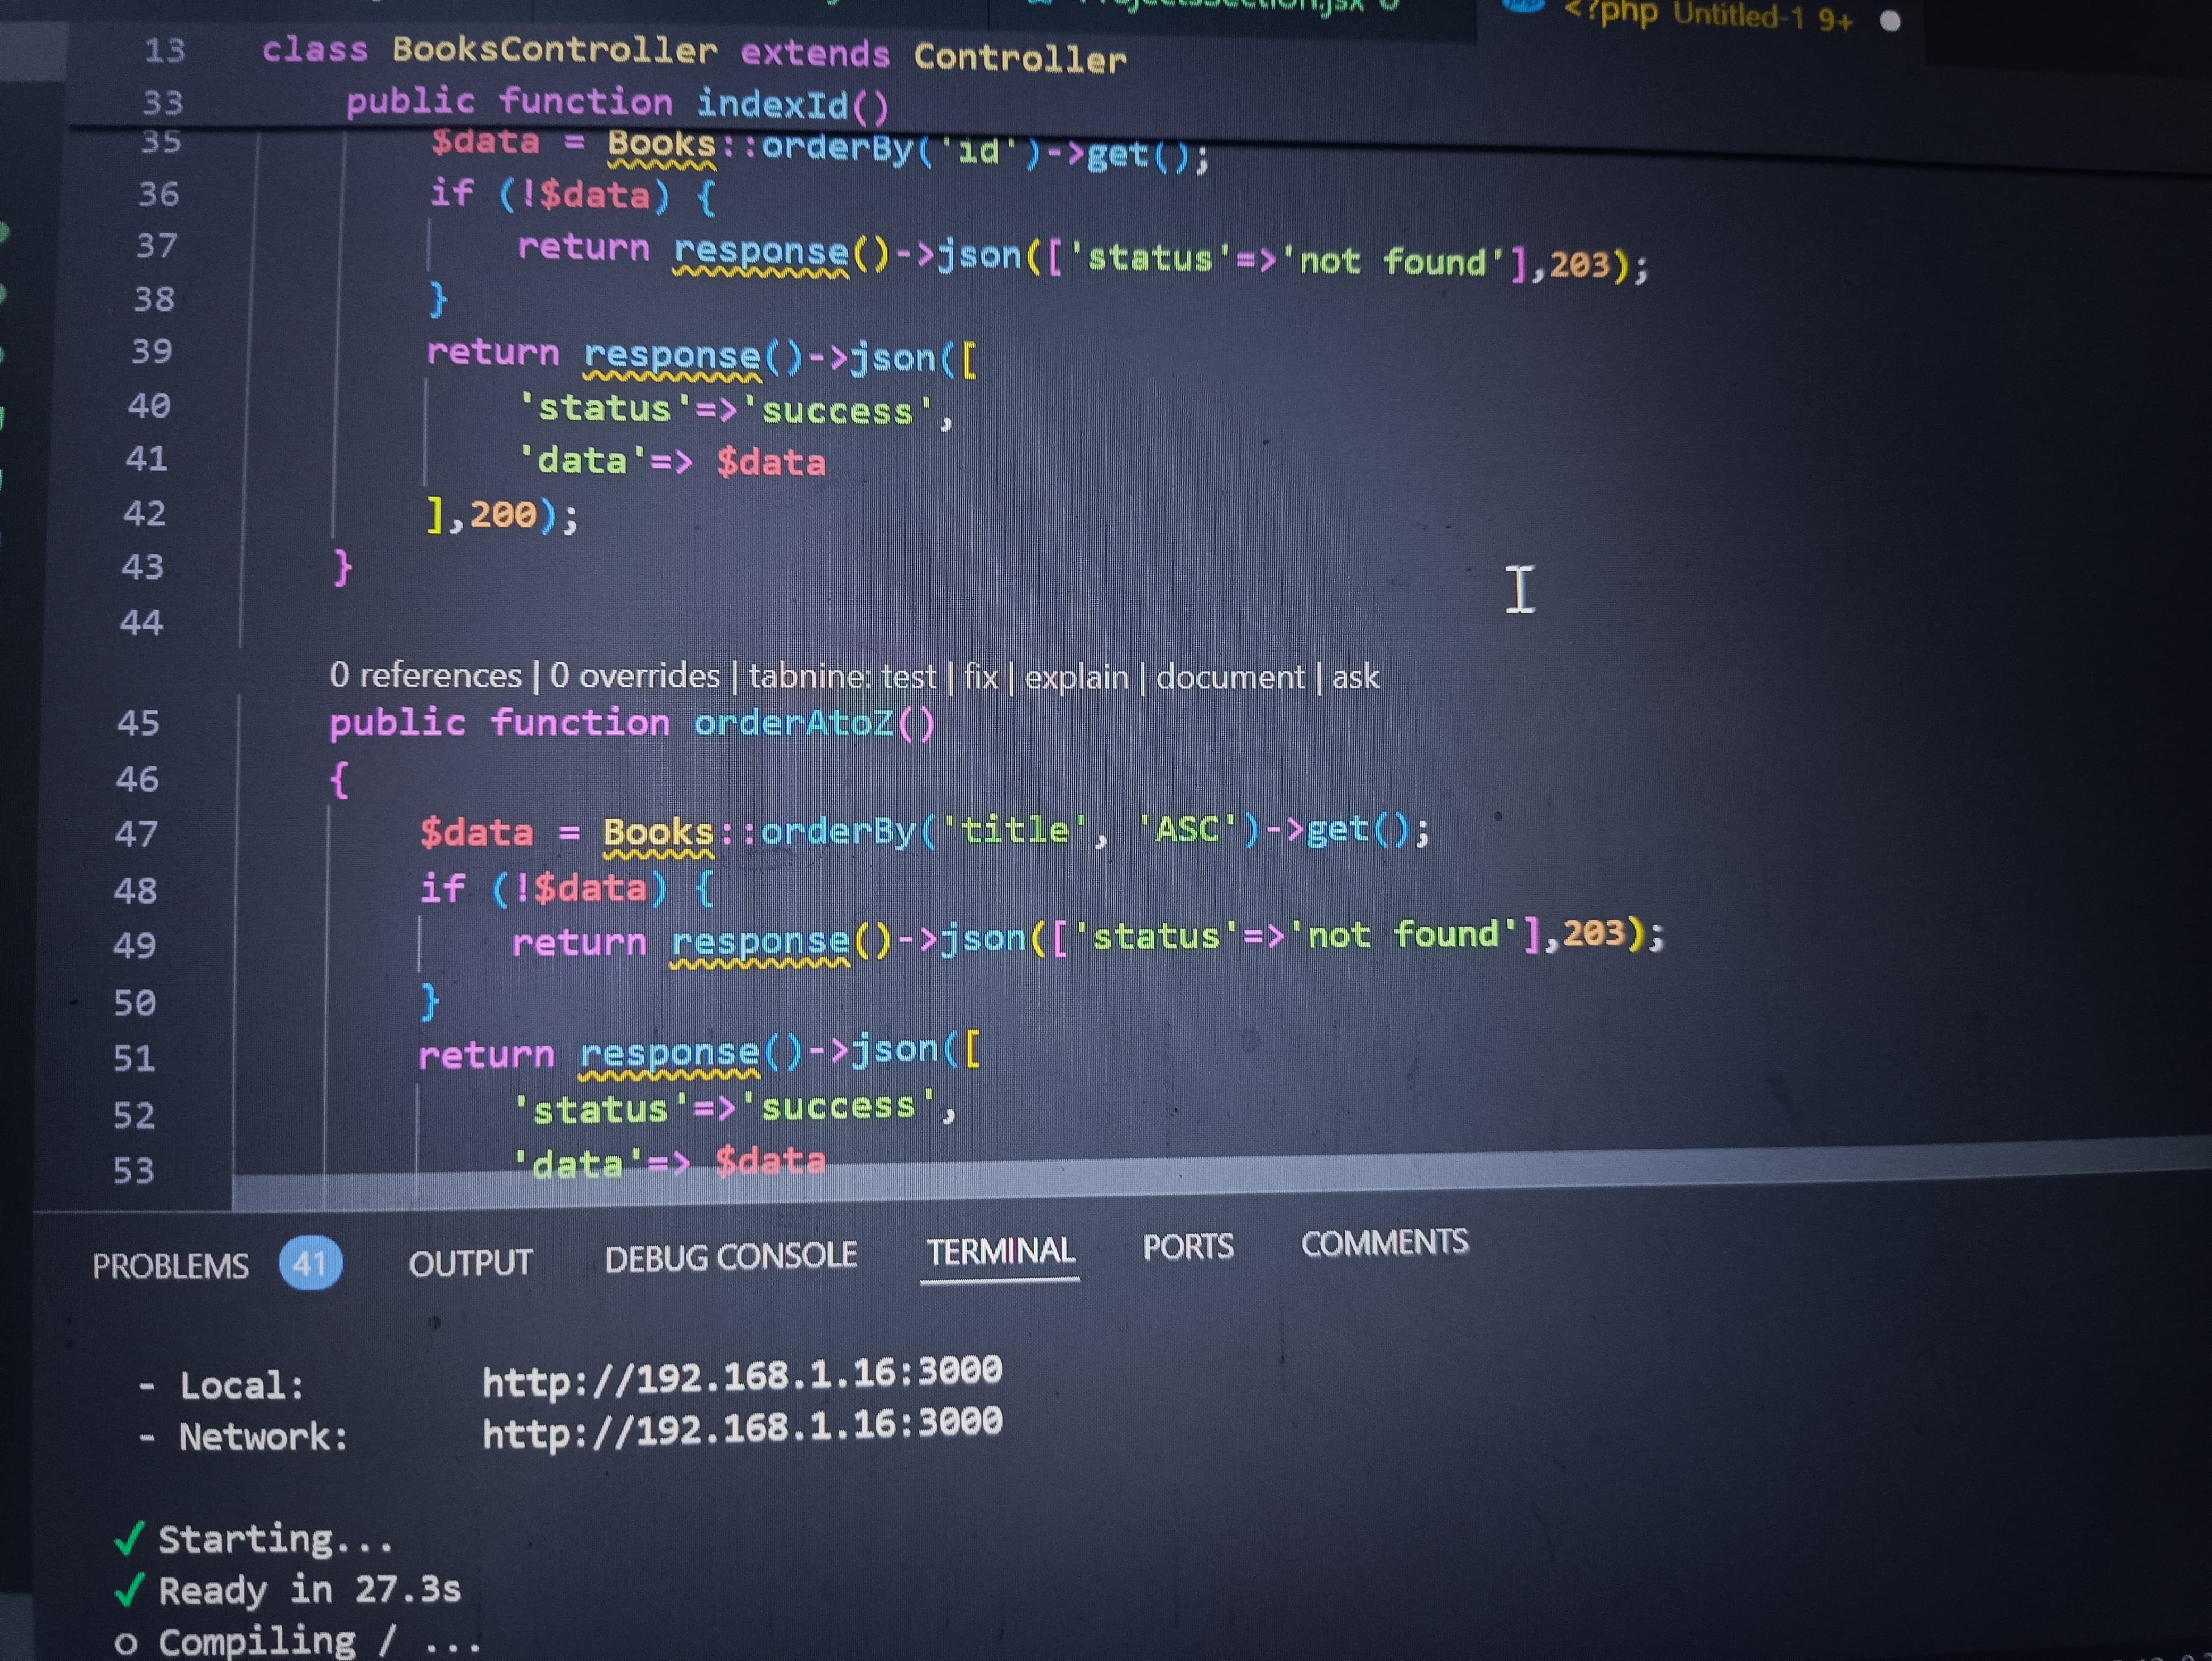 <?php Untitled-1 9+
13 class BooksController extends Controller
33 public function indexId()
35 $data = Books::orderBy('id')->get();
36 if (!$data) {
37 return response()->json(['status'=>'not found'],203);
38 }
39 return response()->json([
40 'status'=>'success',
41 'data'=> $data
42 ],200);
43 }
44
0 references | 0 overrides | tabnine: test | fix | explain | document | ask
45 public function orderAtoZ()
46 {
47 $data = Books::orderBy('title', 'ASC')->get();
48 if (!$data) {
49 return response()->json(['status'=>'not found'],203);
50 }
51 return response()->json([
52 'status'=>'success',
53 'data'=> $data
PROBLEMS 41 OUTPUT DEBUG CONSOLE TERMINAL PORTS COMMENTS
- Local: http://192.168.1.16:3000
- Network: http://192.168.1.16:3000
✓ Starting...
✓ Ready in 27.3s
○ Compiling / ...